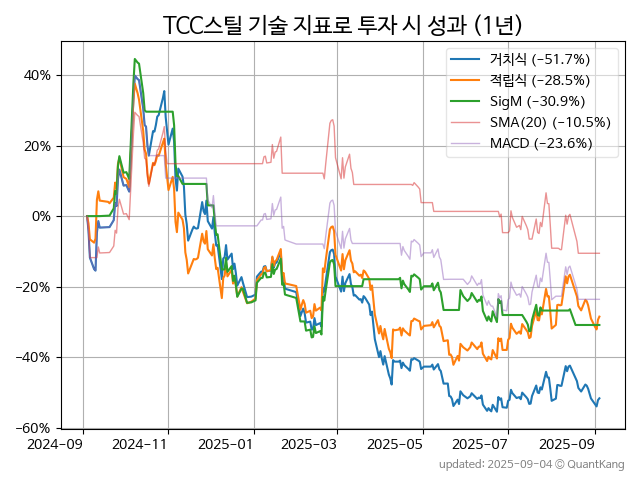 TCC스틸 기술 지표로 투자 시 성과 (1년)
거치식 (−51.7%)
적립식 (−28.5%)
SigM (−30.9%)
SMA(20) (−10.5%)
MACD (−23.6%)
40%
20%
0%
−20%
−40%
−60%
2024-09
2024-11
2025-01
2025-03
2025-05
2025-07
2025-09
updated: 2025-09-04 © QuantKang